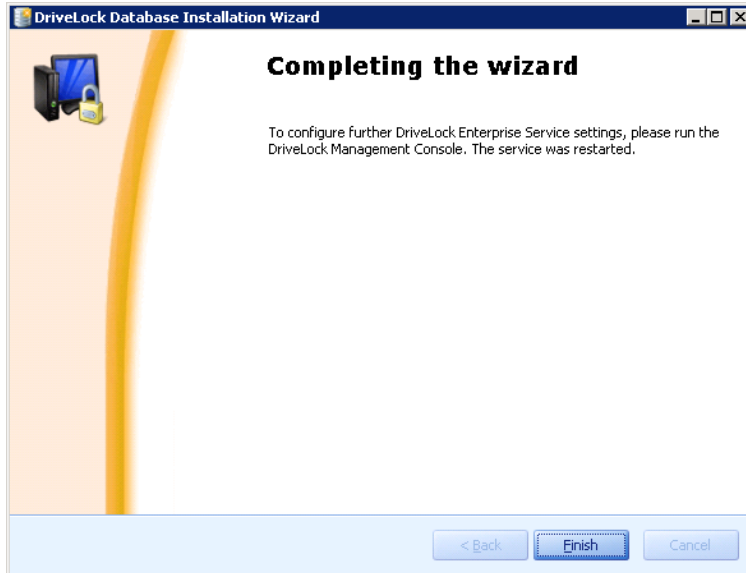 DriveLock Database Installation Wizard
Completing the wizard
To configure further DriveLock Enterprise Service settings, please run the
DriveLock Management Console. The service was restarted.
< Back
Finish
Cancel